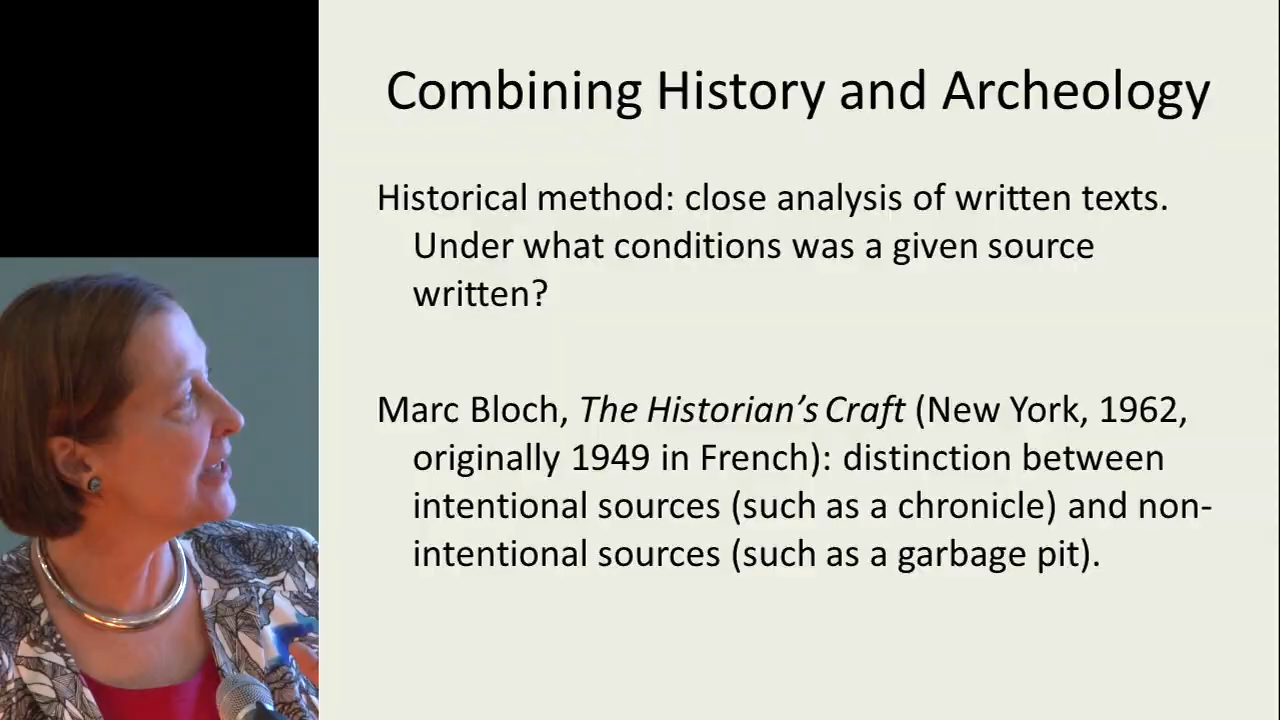 Combining History and Archeology
Historical method: close analysis of written texts.
Under what conditions was a given source
written?
Marc Bloch, The Historian’s Craft (New York, 1962,
originally 1949 in French): distinction between
intentional sources (such as a chronicle) and non-
intentional sources (such as a garbage pit).